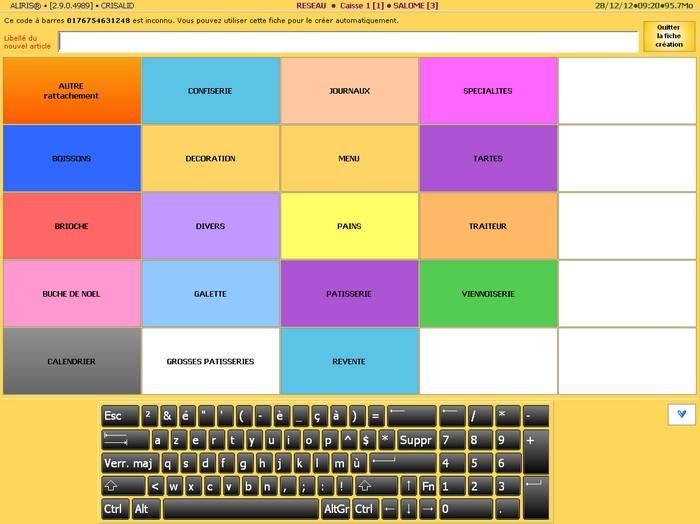 ALIRIS® • [2.9.0.4989] • CRISALID
RESEAU • Caisse 1 [1] • SALOME [3]
28/12/12•09:20•95.7Mo
Ce code à barres 0176754631248 est inconnu. Vous pouvez utiliser cette fiche pour le créer automatiquement.
Libellé du
nouvel article
Quitter
la fiche
création
AUTRE
rattachement
CONFISERIE
JOURNAUX
SPECIALITES
BOISSONS
DECORATION
MENU
TARTES
BRIOCHE
DIVERS
PAINS
TRAITEUR
BUCHE DE NOEL
GALETTE
PATISSERIE
VIENNOISERIE
CALENDRIER
GROSSES PATISSERIES
REVENTE
Esc ² & é " ' ( - è _ ç à ) = ← ← / * -
a z e r t y u i o p ^ $ * Suppr 7 8 9 +
Verr. maj q s d f g h j k l m ù 4 5 6
< w x c v b n , ; : ! ↑ Fn 1 2 3
Ctrl Alt AltGr Ctrl ← ↓ → 0 .